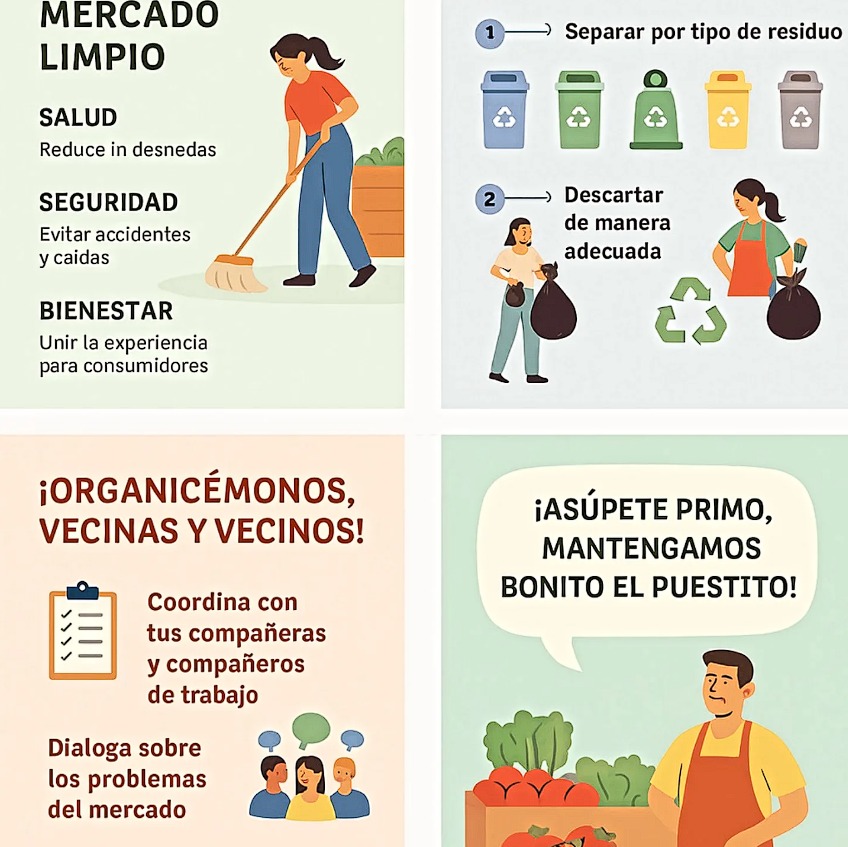 MERCADO
LIMPIO
SALUD
Reduce in desnedas
SEGURIDAD
Evitar accidentes
y caidas
BIENESTAR
Unir la experiencia
para consumidores
1
Separar por tipo de residuo
2
Descartar
de manera
adecuada
¡ORGANICÉMONOS,
VECINAS Y VECINOS!
Coordina con
tus compañeras
y compañeros
de trabajo
Dialoga sobre
los problemas
del mercado
¡ASÚPETE PRIMO,
MANTENGAMOS
BONITO EL PUESTITO!